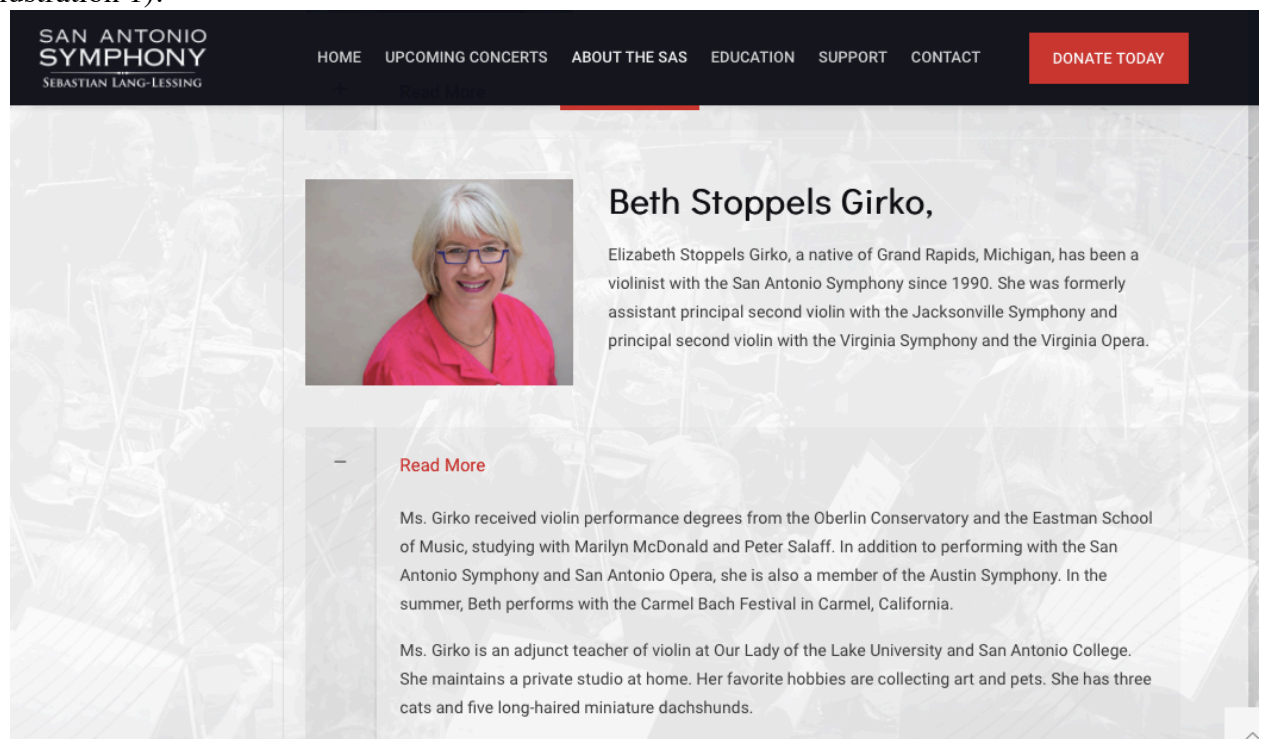 ustration 1).
SAN ANTONIO
SYMPHONY
SEBASTIAN LANG-LESSING
HOME UPCOMING CONCERTS ABOUT THE SAS EDUCATION SUPPORT CONTACT DONATE TODAY
+ Read More
Beth Stoppels Girko,
Elizabeth Stoppels Girko, a native of Grand Rapids, Michigan, has been a
violinist with the San Antonio Symphony since 1990. She was formerly
assistant principal second violin with the Jacksonville Symphony and
principal second violin with the Virginia Symphony and the Virginia Opera.
– Read More
Ms. Girko received violin performance degrees from the Oberlin Conservatory and the Eastman School
of Music, studying with Marilyn McDonald and Peter Salaff. In addition to performing with the San
Antonio Symphony and San Antonio Opera, she is also a member of the Austin Symphony. In the
summer, Beth performs with the Carmel Bach Festival in Carmel, California.
Ms. Girko is an adjunct teacher of violin at Our Lady of the Lake University and San Antonio College.
She maintains a private studio at home. Her favorite hobbies are collecting art and pets. She has three
cats and five long-haired miniature dachshunds.